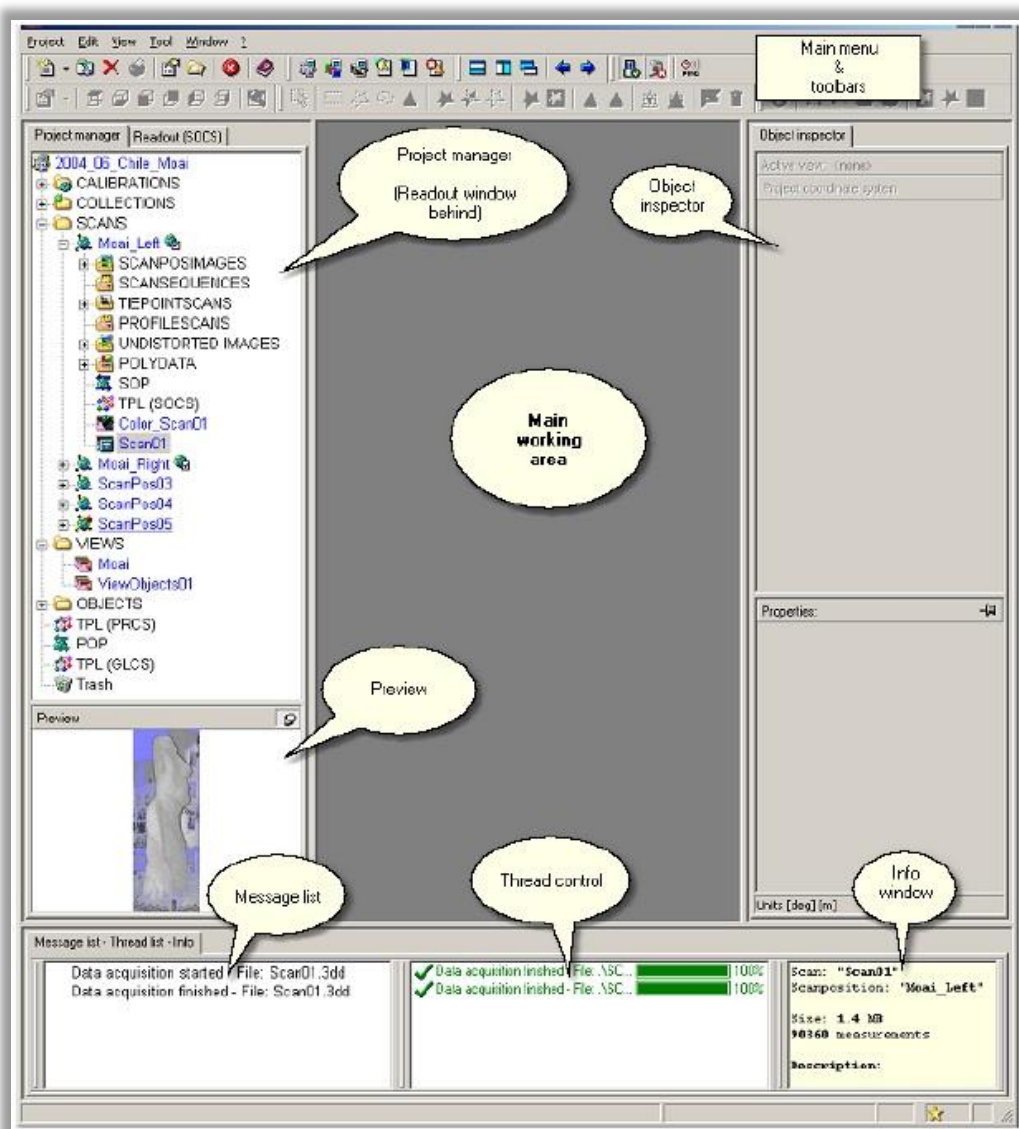 Project Edit View Tool Window ?
Main menu
&
toolbars
Project manager
Readout (SOCS)
2004_06_Chile_Moai
CALIBRATIONS
COLLECTIONS
SCANS
Moai_Left
SCANPOSIMAGES
SCANSEQUENCES
TIEPOINTSCANS
PROFILESCANS
UNDISTORTED IMAGES
POLYDATA
SOP
TPL (SOCS)
Color_Scan01
Scan01
Moai_Right
ScanPos03
ScanPos04
ScanPos05
VIEWS
Moai
ViewObjects01
OBJECTS
TPL (PRCS)
POP
TPL (GLCS)
Trash
Project manager
(Readout window
behind)
Object
inspector
Object inspector
Active view: (none)
Project coordinate system
Main
working
area
Properties:
Preview
Preview
Units [deg] [m]
Message list
Thread control
Info
window
Message list - Thread list - Info
Data acquisition started - File: Scan01.3dd
Data acquisition finished - File: Scan01.3dd
Data acquisition finished - File: .\SC... 100%
Data acquisition finished - File: .\SC... 100%
Scan: "Scan01"
Scanposition: "Moai_Left"
Size: 1.4 MB
90360 measurements
Description: